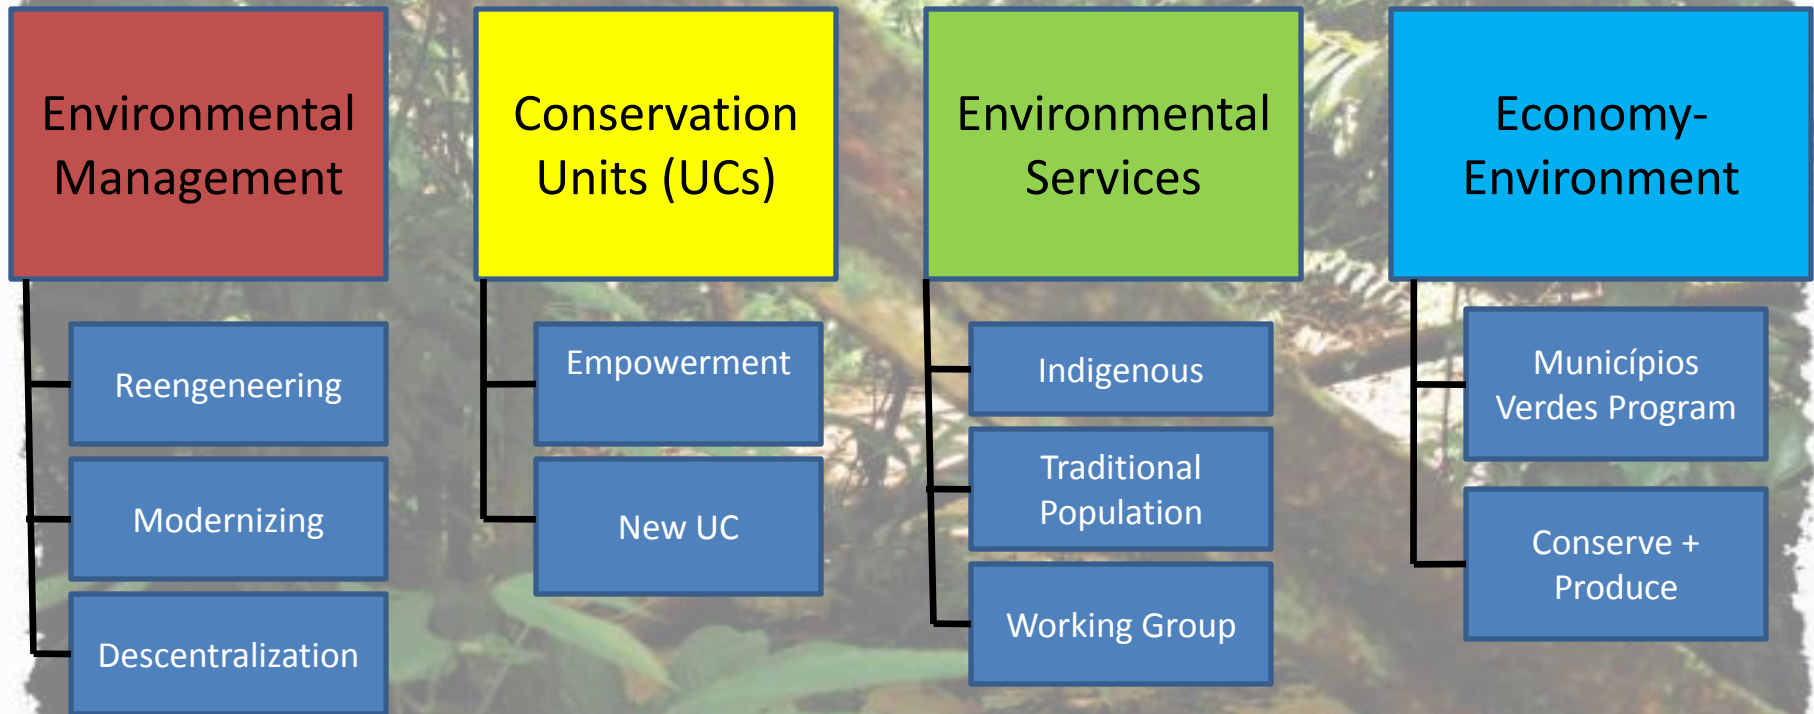 Environmental
Management
Reengeneering
Modernizing
Descentralization
Conservation
Units (UCs)
Empowerment
New UC
Environmental
Services
Indigenous
Traditional
Population
Working Group
Economy-
Environment
Municípios
Verdes Program
Conserve +
Produce